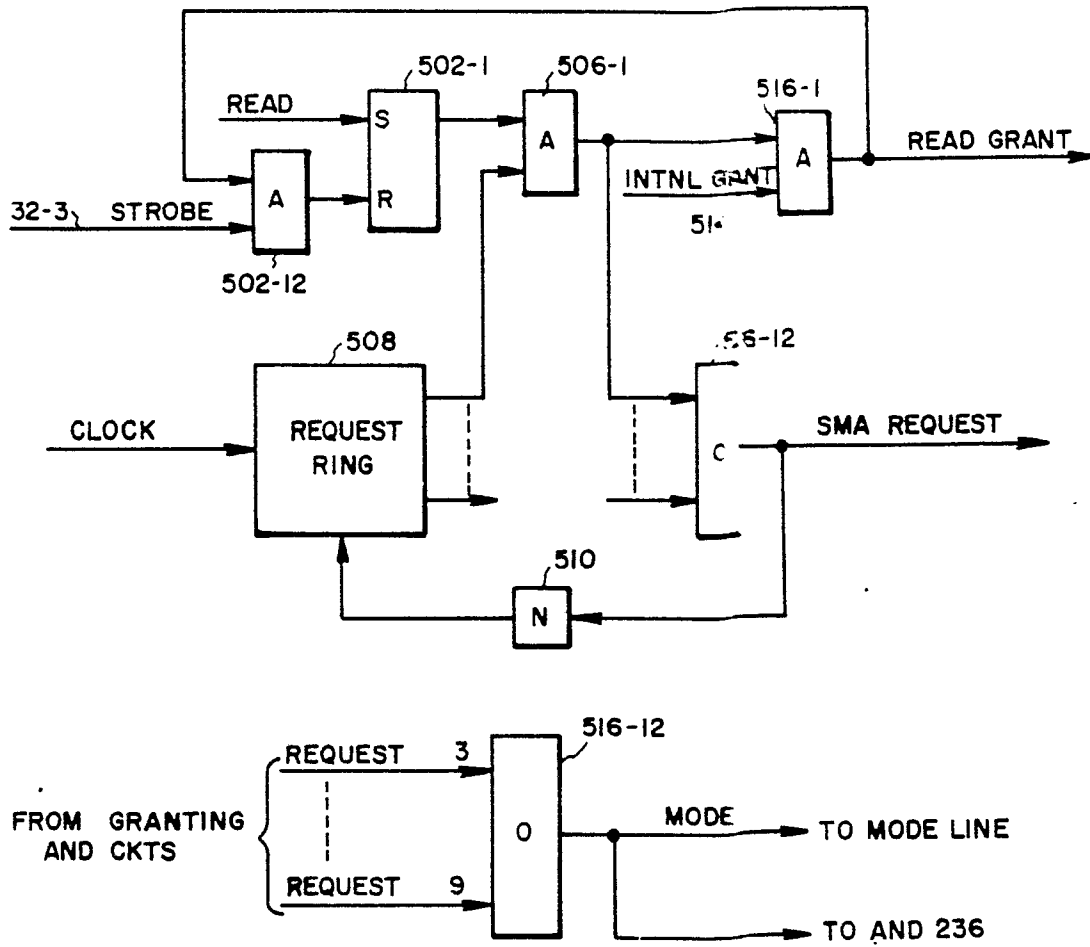 502-1
506-1
516-1
READ
S
A
A
READ GRANT
INTNL GRANT
A
R
32-3
STROBE
502-12
508
CLOCK
REQUEST
RING
SMA REQUEST
510
N
516-12
REQUEST 3
FROM GRANTING
AND CKTS
O
MODE
TO MODE LINE
REQUEST 9
TO AND 236